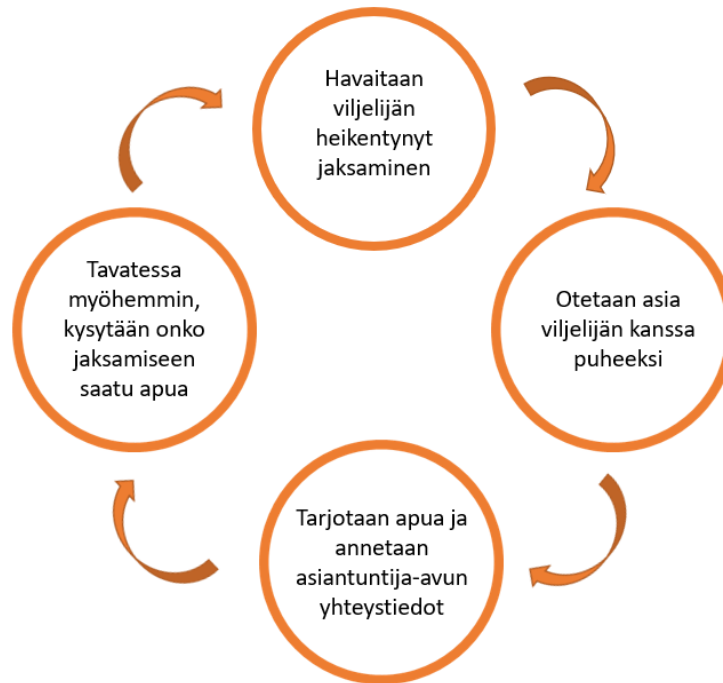 Havaitaan
viljelijän
heikentynyt
jaksaminen
Otetaan asia
viljelijän kanssa
puheeksi
Tarjotaan apua ja
annetaan
asiantuntija-avun
yhteystiedot
Tavatessa
myöhemmin,
kysytään onko
jaksamiseen
saatu apua